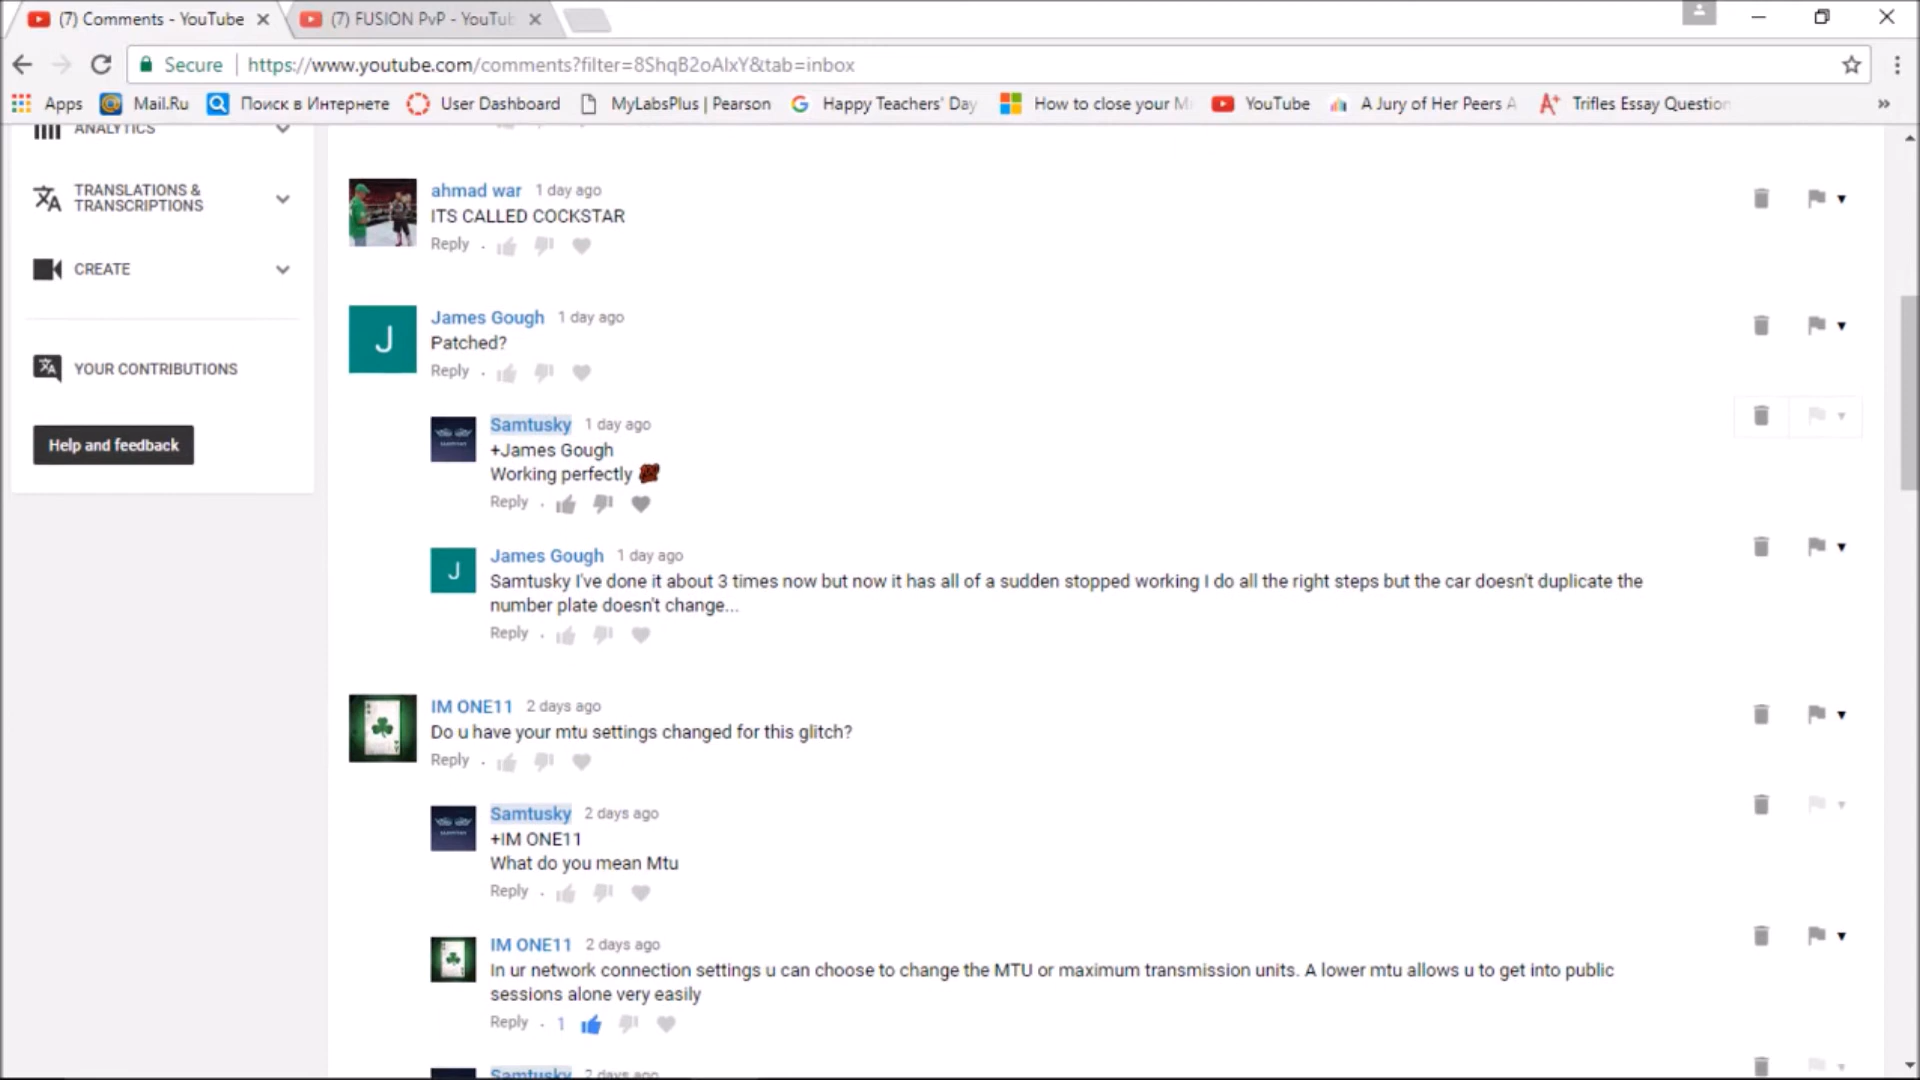 (7) Comments - YouTube
(7) FUSION PvP - YouTub
Secure
https://www.youtube.com/comments?filter=8ShqB2oAlxY&tab=inbox
Apps
Mail.Ru
Поиск в Интернете
User Dashboard
MyLabsPlus | Pearson
Happy Teachers' Day
How to close your Mi
YouTube
A Jury of Her Peers A
Trifles Essay Question
»
ANALYTICS
TRANSLATIONS &
TRANSCRIPTIONS
CREATE
YOUR CONTRIBUTIONS
Help and feedback
ahmad war 1 day ago
ITS CALLED COCKSTAR
Reply .
J
James Gough 1 day ago
Patched?
Reply .
Samtusky 1 day ago
+James Gough
Working perfectly 💯
Reply .
J
James Gough 1 day ago
Samtusky I've done it about 3 times now but now it has all of a sudden stopped working I do all the right steps but the car doesn't duplicate the
number plate doesn't change...
Reply .
IM ONE11 2 days ago
Do u have your mtu settings changed for this glitch?
Reply .
Samtusky 2 days ago
+IM ONE11
What do you mean Mtu
Reply .
IM ONE11 2 days ago
In ur network connection settings u can choose to change the MTU or maximum transmission units. A lower mtu allows u to get into public
sessions alone very easily
Reply . 1
Samtusky 2 days ago